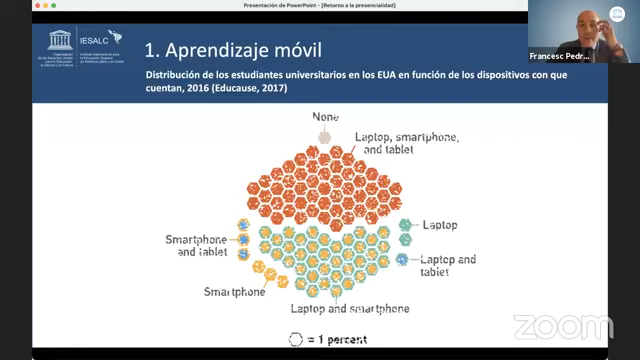 Presentación de PowerPoint - (Retorno a la presencialidad)
Francesc Pedr...
unesco
IESALC
1. Aprendizaje móvil
Distribución de los estudiantes universitarios en los EUA en función de los dispositivos con que
cuentan, 2016 (Educause, 2017)
None
Laptop, smartphone,
and tablet
Laptop
Smartphone
and tablet
Laptop and
tablet
Smartphone
Laptop and smartphone
= 1 percent
zoom